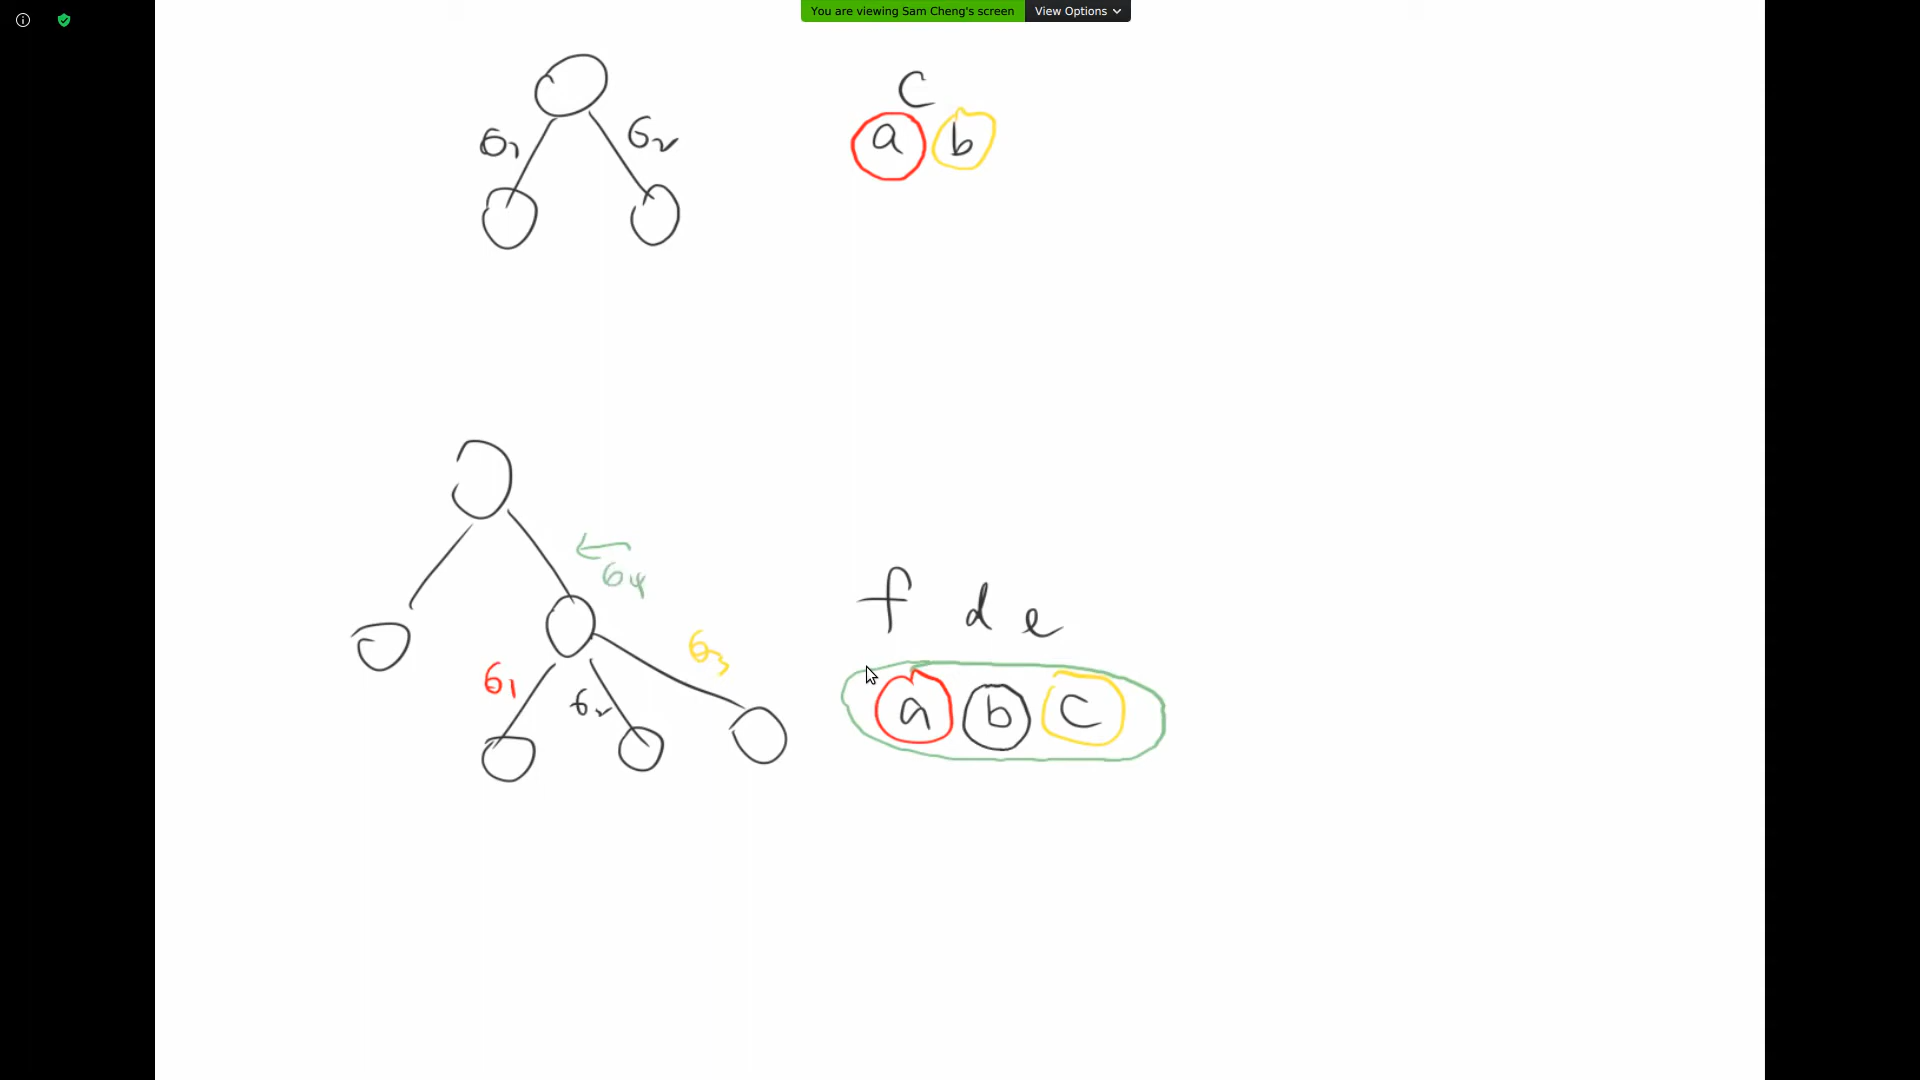 You are viewing Sam Cheng's screen View Options
c
a b
σ1 σ2
σ4
f d e
σ3
σ1 σ2
a b c